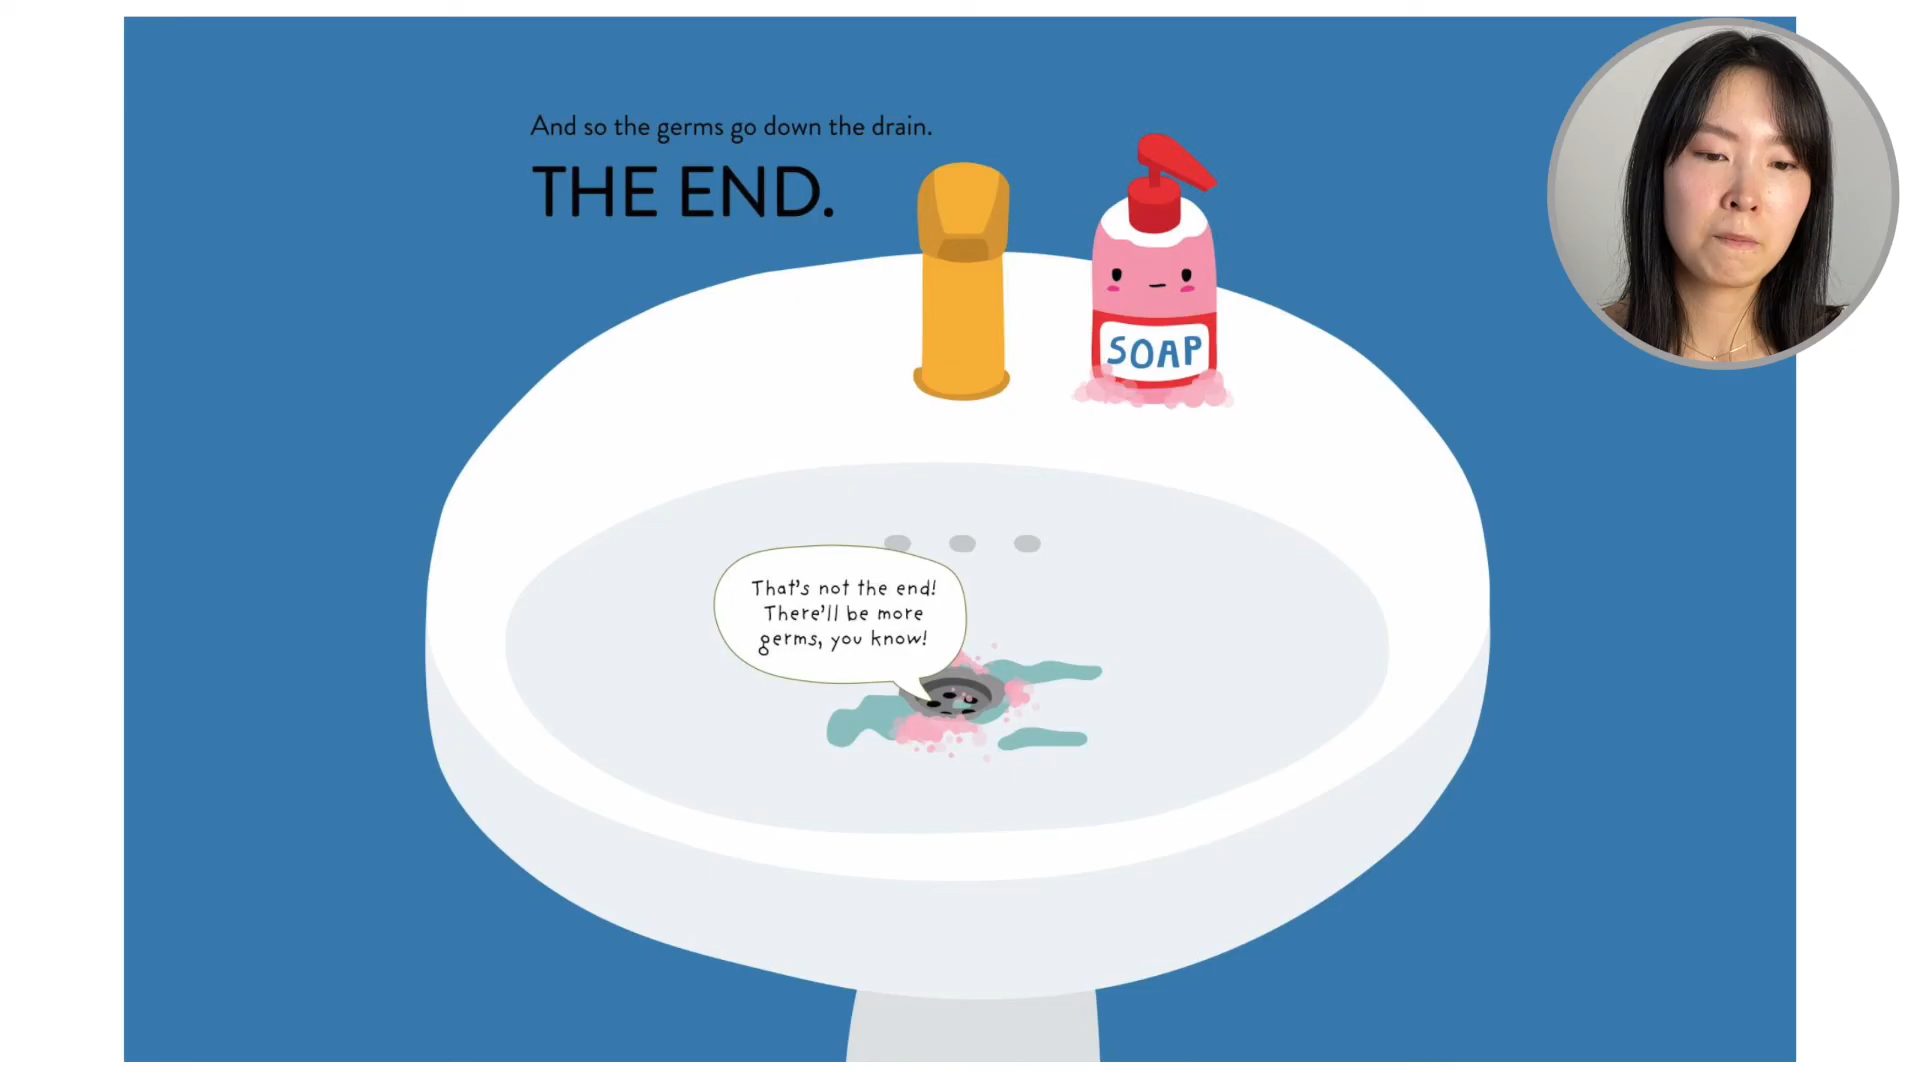 And so the germs go down the drain.
THE END.
SOAP
That's not the end!
There'll be more
germs, you know!